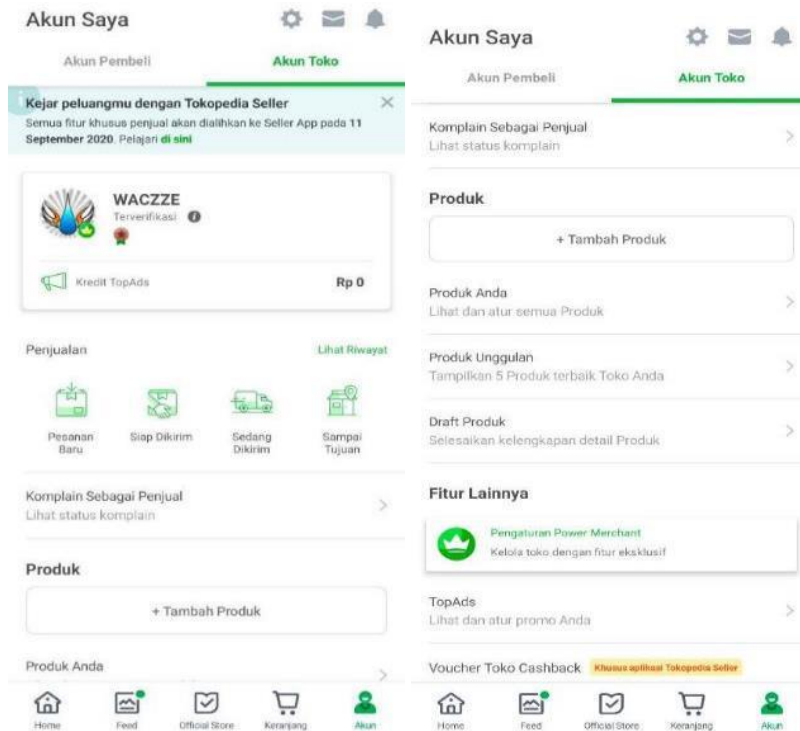 Akun Saya
Akun Pembeli
Akun Toko
Kejar peluangmu dengan Tokopedia Seller
Semua fitur khusus penjual akan dialihkan ke Seller App pada 11
September 2020. Pelajari di sini
WACZZE
Terverifikasi
Kredit TopAds
Rp 0
Penjualan
Lihat Riwayat
Pesanan
Baru
Siap Dikirim
Sedang
Dikirim
Sampai
Tujuan
Komplain Sebagai Penjual
Lihat status komplain
Produk
+ Tambah Produk
Produk Anda
Home
Feed
Official Store
Keranjang
Akun
Akun Saya
Akun Pembeli
Akun Toko
Komplain Sebagai Penjual
Lihat status komplain
Produk
+ Tambah Produk
Produk Anda
Lihat dan atur semua Produk
Produk Unggulan
Tampilkan 5 Produk terbaik Toko Anda
Draft Produk
Selesaikan kelengkapan detail Produk
Fitur Lainnya
Pengaturan Power Merchant
Kelola toko dengan fitur eksklusif
TopAds
Lihat dan atur promo Anda
Voucher Toko Cashback
Khusus aplikasi Tokopedia Seller
Home
Feed
Official Store
Keranjang
Akun